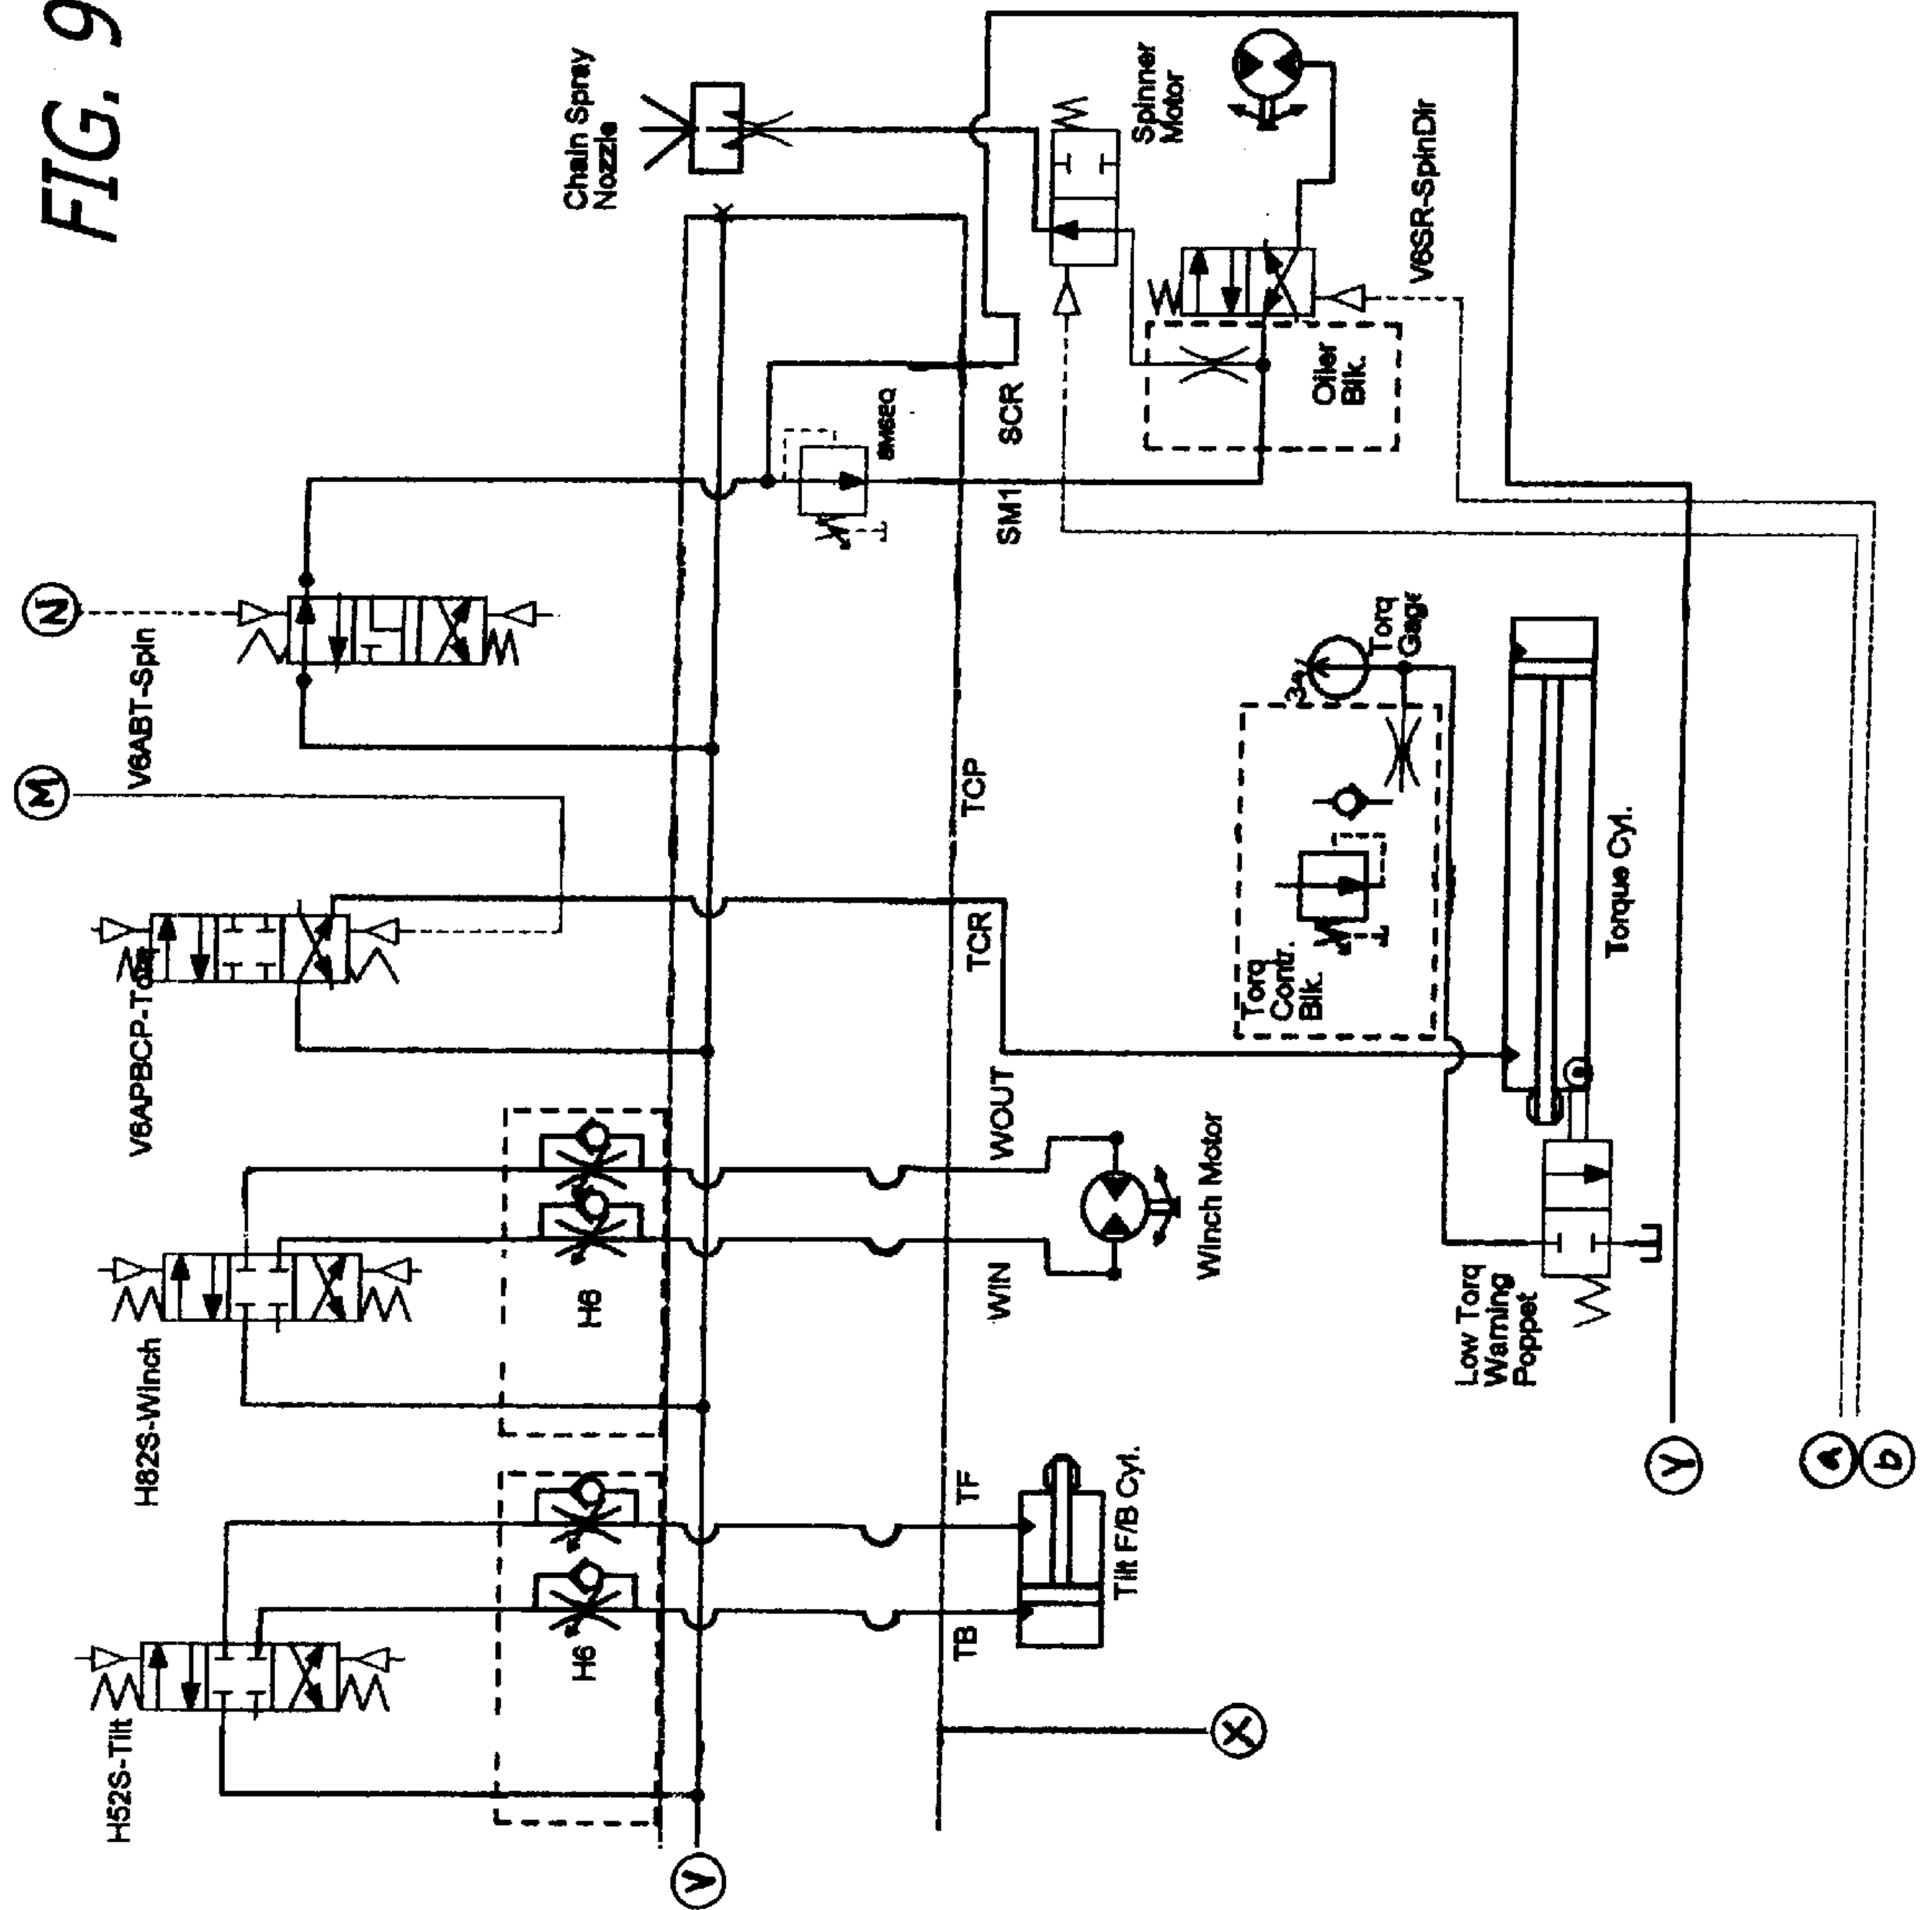 FIG. 9
N
M
V6ABT-Spin
V6APBCP-Torq
H82S-Winch
H52S-Tilt
Chain Spray
Nozzle
H6
H6
V
SMSEQ
SM1
SCR
TCP
TCR
WOUT
WIN
TF
TB
Spinner
Motor
V6SR-SpinDir
Oiler
Blk.
Torq
Gage
Torq
Contr.
Blk.
Winch Motor
Tilt F/B Cyl.
Torque Cyl.
Low Torq
Warning
Poppet
X
Y
A
b